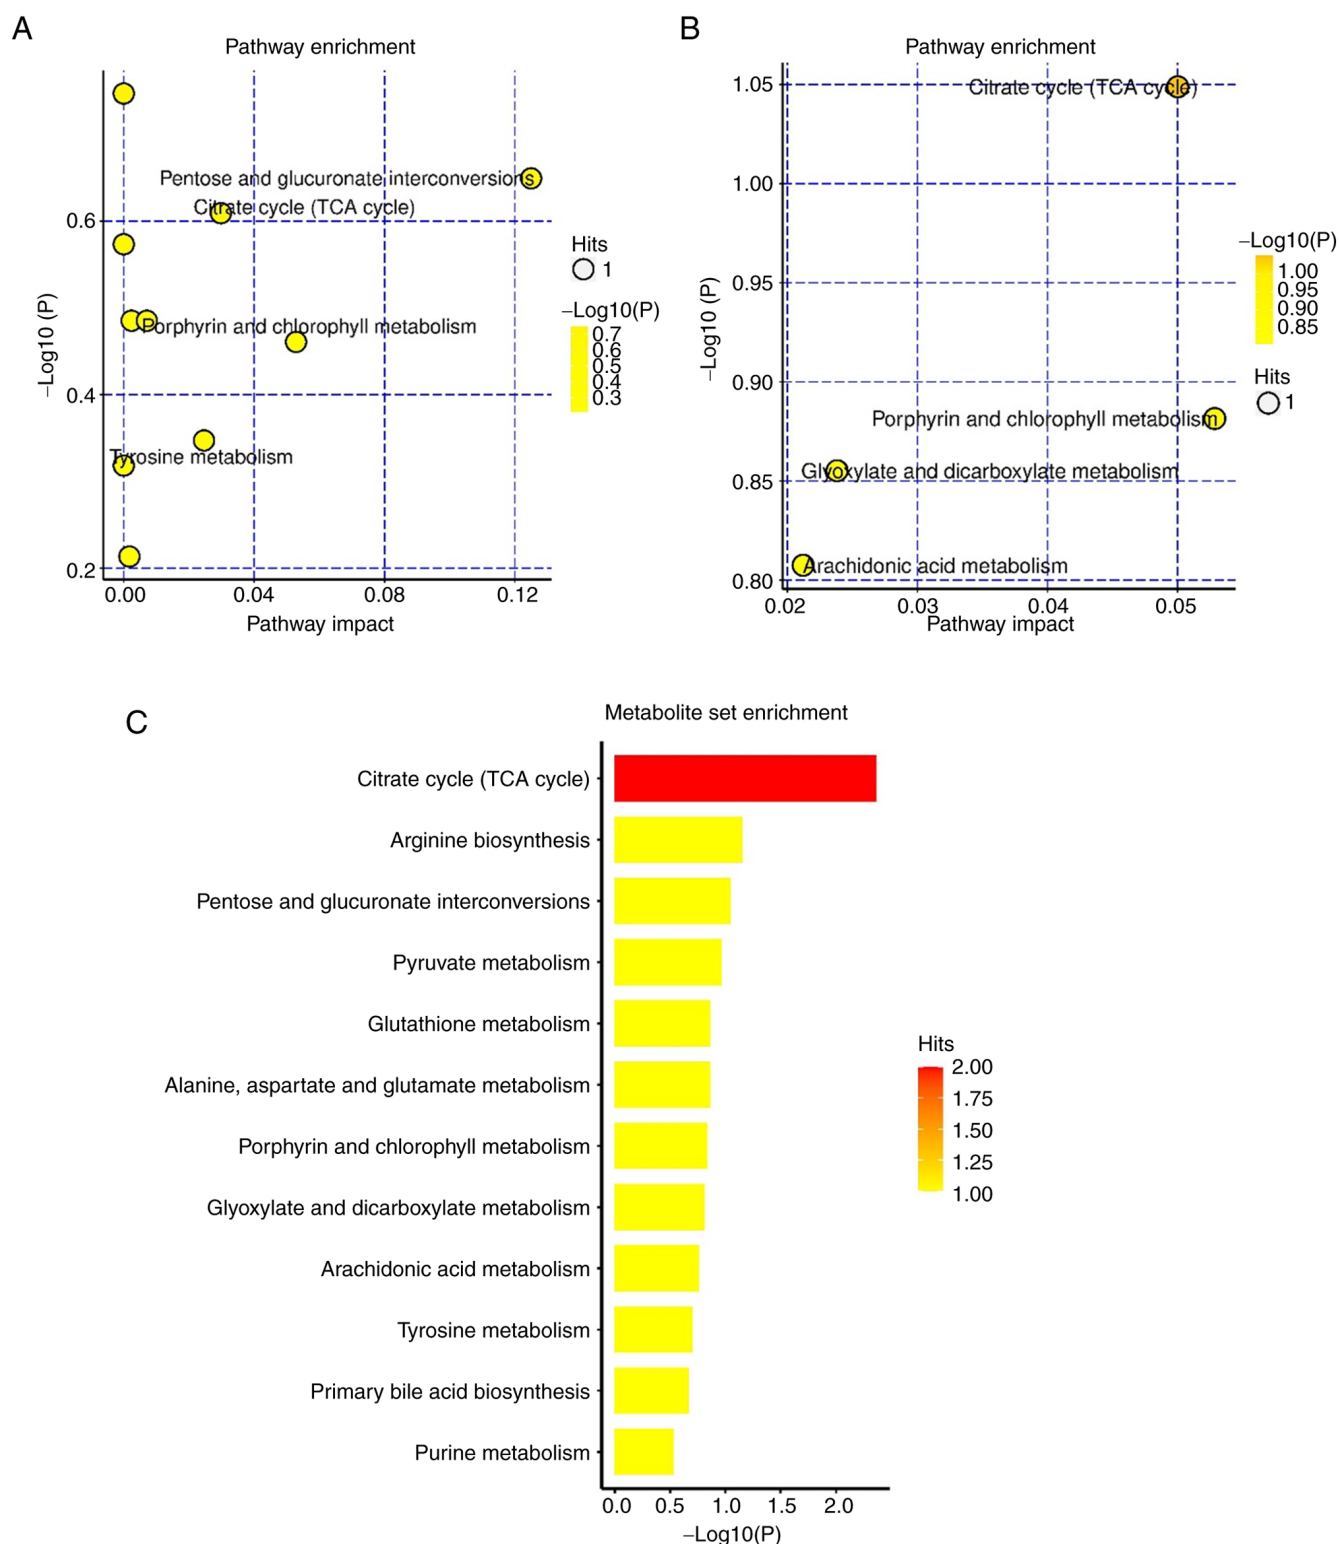 A
Pathway enrichment
Pentose and glucuronate interconversions
Citrate cycle (TCA cycle)
0.6
Porphyrin and chlorophyll metabolism
0.4
Tyrosine metabolism
0.2
0.00 0.04 0.08 0.12
Pathway impact
−Log10 (P)
Hits
1
−Log10(P)
0.7
0.6
0.5
0.4
0.3
B
Pathway enrichment
1.05
Citrate cycle (TCA cycle)
1.00
0.95
0.90
Porphyrin and chlorophyll metabolism
Glyoxylate and dicarboxylate metabolism
0.85
Arachidonic acid metabolism
0.80
0.02 0.03 0.04 0.05
Pathway impact
−Log10 (P)
−Log10(P)
1.00
0.95
0.90
0.85
Hits
1
C
Metabolite set enrichment
Citrate cycle (TCA cycle)
Arginine biosynthesis
Pentose and glucuronate interconversions
Pyruvate metabolism
Glutathione metabolism
Alanine, aspartate and glutamate metabolism
Porphyrin and chlorophyll metabolism
Glyoxylate and dicarboxylate metabolism
Arachidonic acid metabolism
Tyrosine metabolism
Primary bile acid biosynthesis
Purine metabolism
0.0 0.5 1.0 1.5 2.0
−Log10(P)
Hits
2.00
1.75
1.50
1.25
1.00